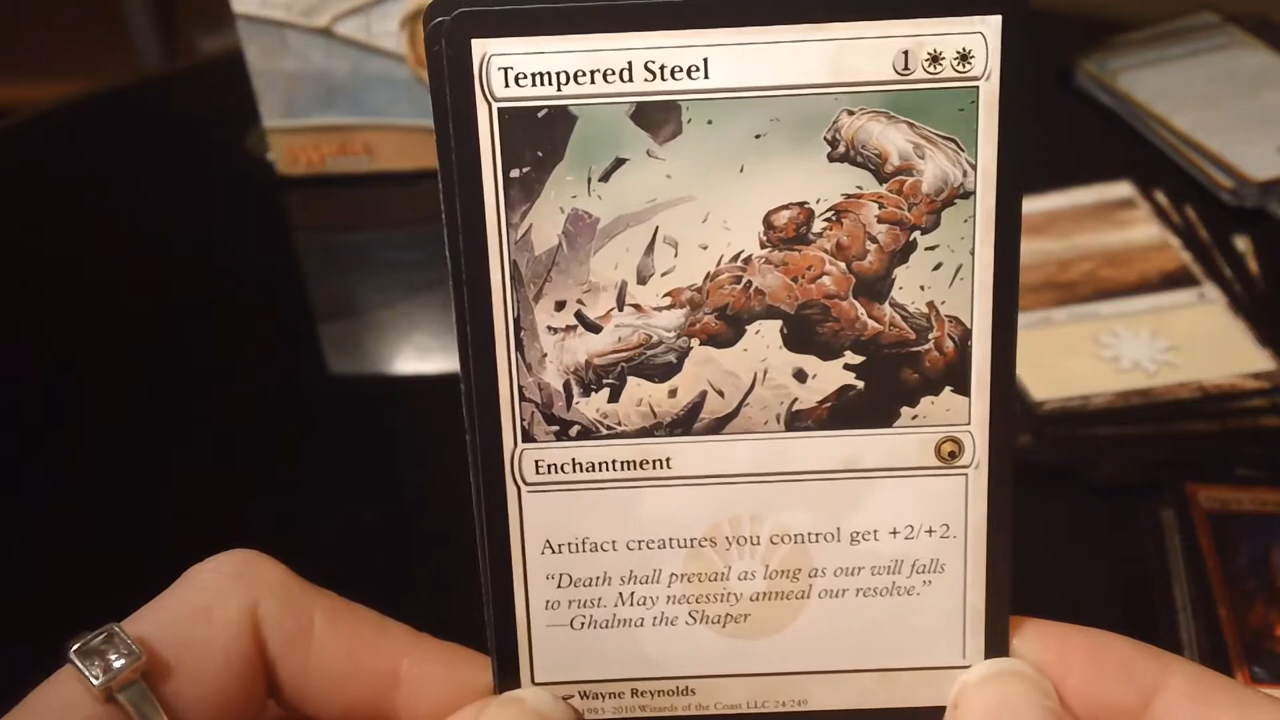 Tempered Steel
1
Enchantment
Artifact creatures you control get +2/+2.
“Death shall prevail as long as our will falls
to rust. May necessity anneal our resolve.”
—Ghalma the Shaper
Wayne Reynolds
1993-2010 Wizards of the Coast LLC 24/249